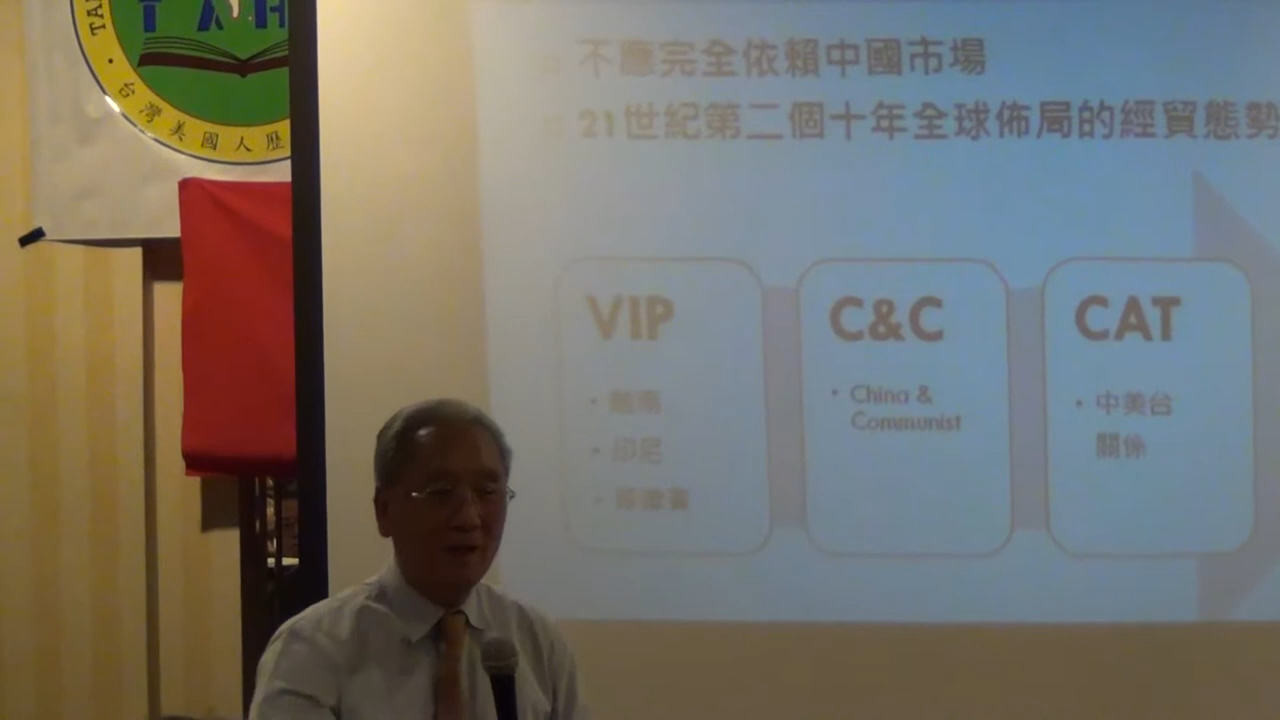 TAH
台灣美國人歷
不應完全依賴中國市場
21世紀第二個十年全球佈局的經貿態勢
VIP
越南
印尼
菲律賓
C&C
China &
Communist
CAT
中美台
關係